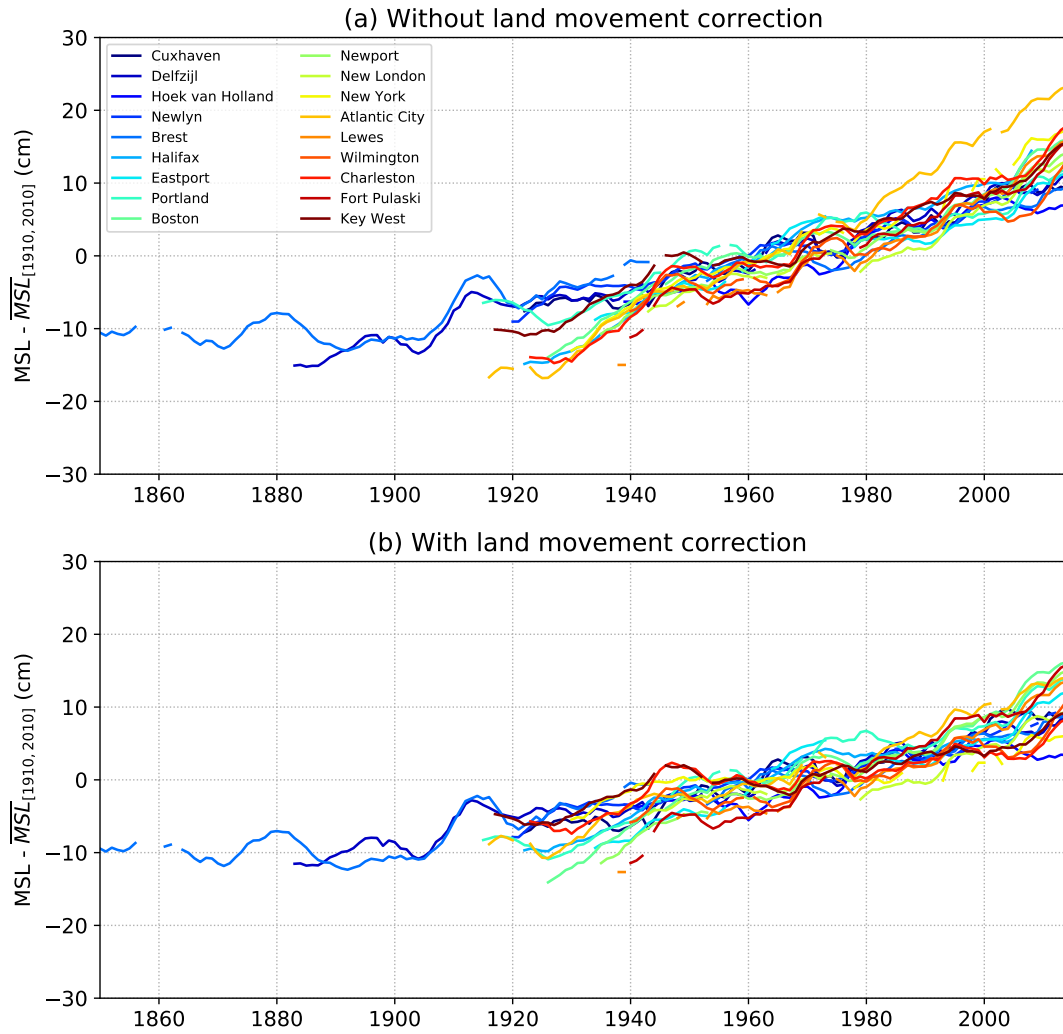 (a) Without land movement correction
30
20
10
0
−10
−20
−30
MSL - MSL[1910, 2010] (cm)
Cuxhaven
Delfzijl
Hoek van Holland
Newlyn
Brest
Halifax
Eastport
Portland
Boston
Newport
New London
New York
Atlantic City
Lewes
Wilmington
Charleston
Fort Pulaski
Key West
1860 1880 1900 1920 1940 1960 1980 2000
(b) With land movement correction
30
20
10
0
−10
−20
−30
MSL - MSL[1910, 2010] (cm)
1860 1880 1900 1920 1940 1960 1980 2000